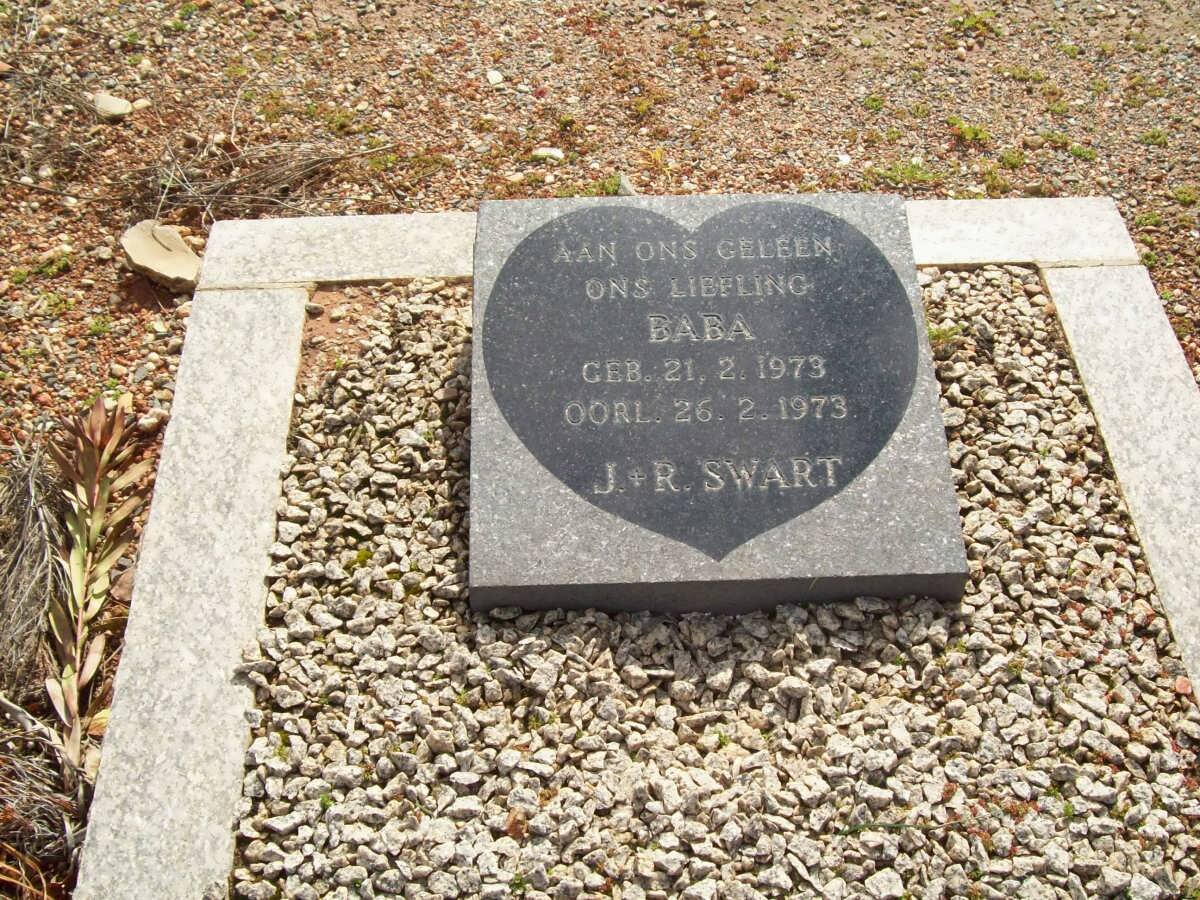 AAN ONS GELEEN
ONS LIEFLING
BABA
GEB. 21. 2. 1973
OORL. 26. 2. 1973
J.+R. SWART